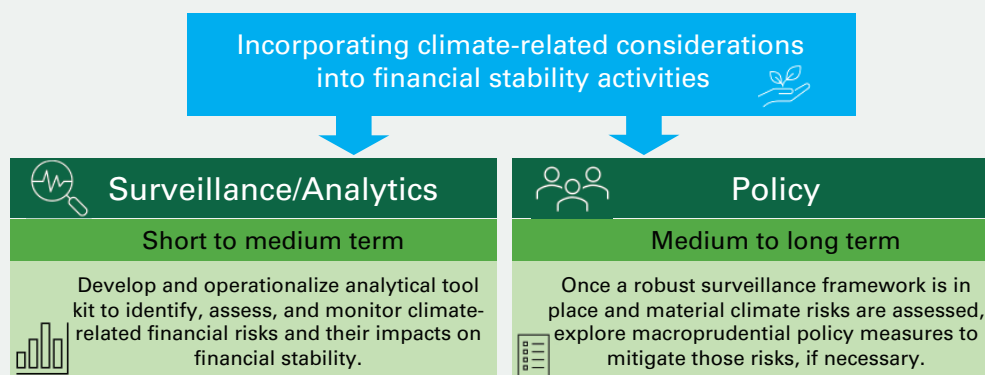 Incorporating climate-related considerations
into financial stability activities
Surveillance/Analytics
Short to medium term
Develop and operationalize analytical tool
kit to identify, assess, and monitor climate-
related financial risks and their impacts on
financial stability.
Policy
Medium to long term
Once a robust surveillance framework is in
place and material climate risks are assessed,
explore macroprudential policy measures to
mitigate those risks, if necessary.